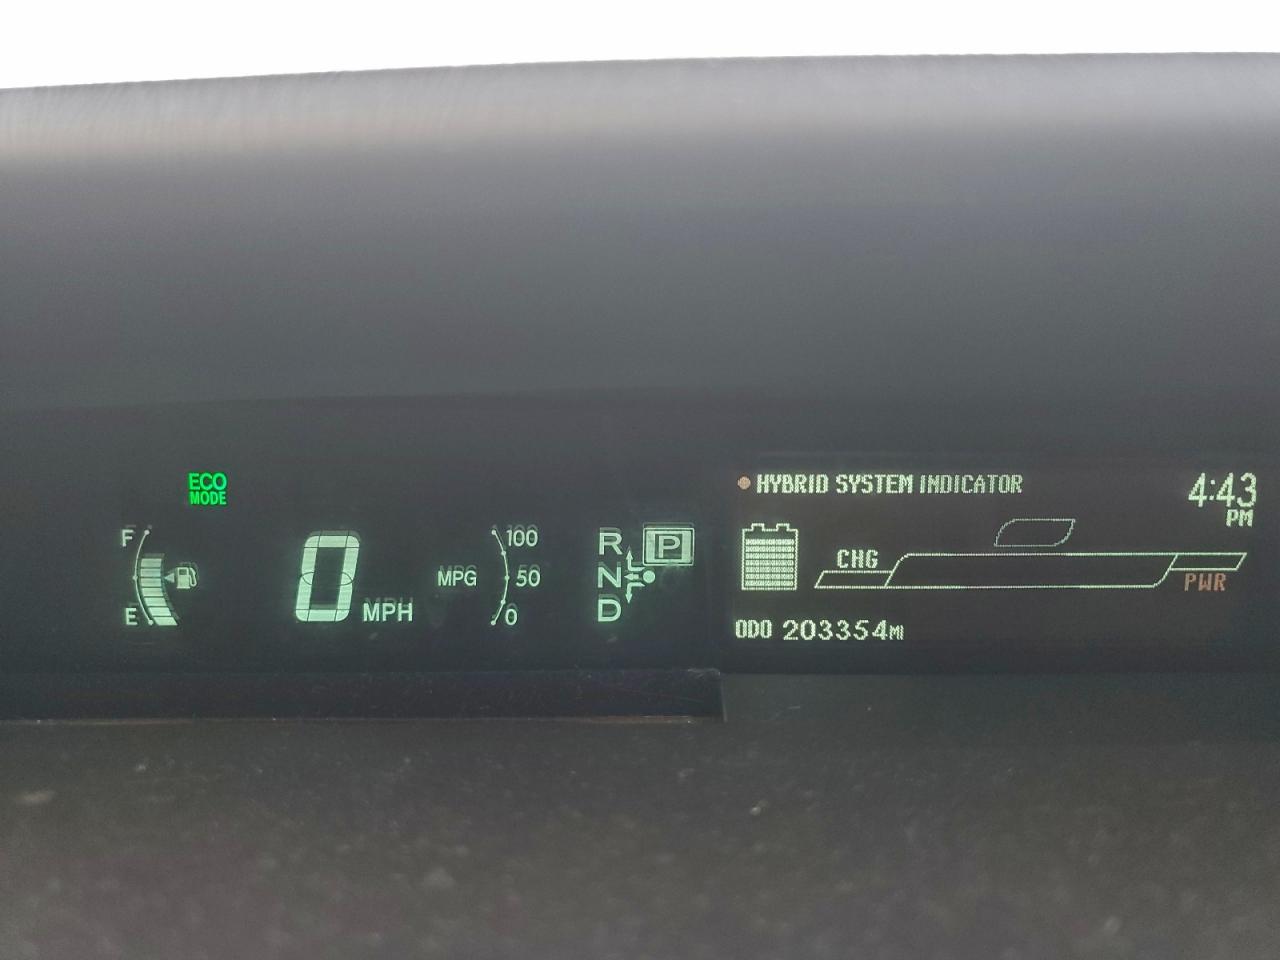 ECO
MODE
F
E
0 MPH
MPG
100
50
0
R
N
D
P
HYBRID SYSTEM INDICATOR
4:43
PM
CHG
PWR
ODO 203354MI